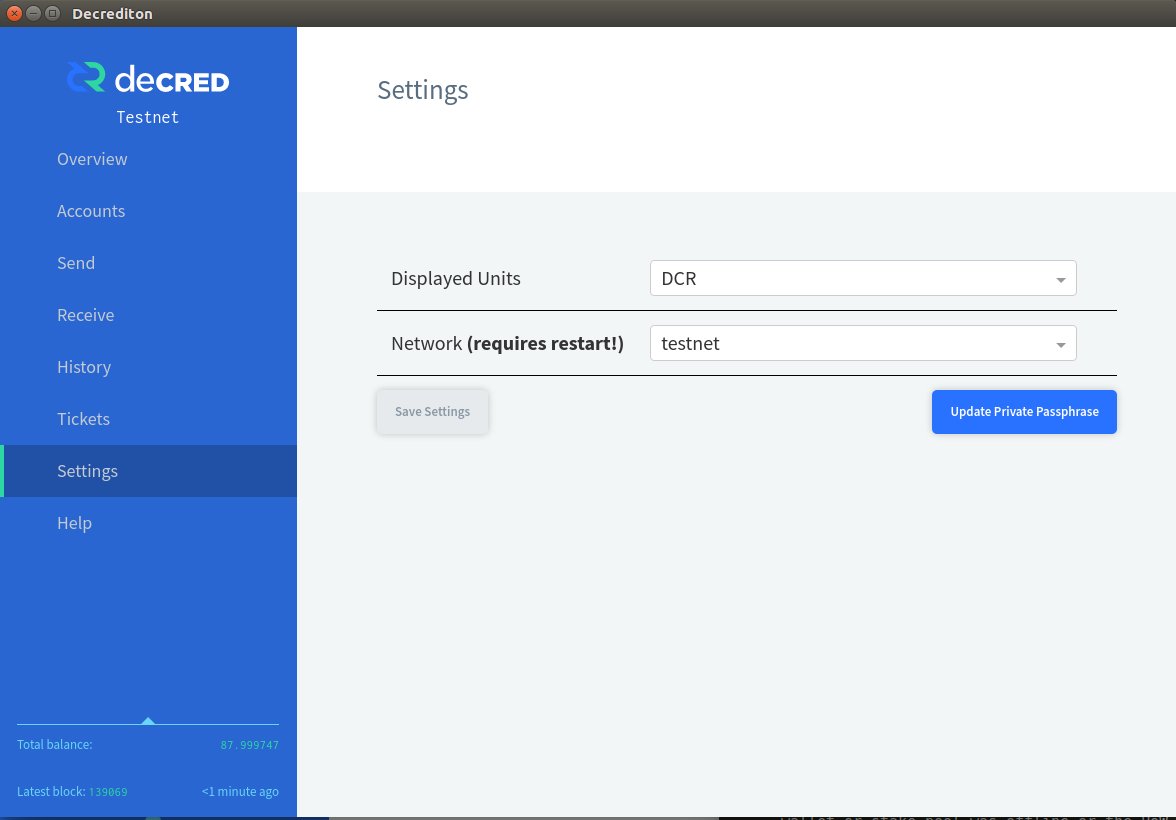 Decrediton
deCRED
Testnet
Overview
Accounts
Send
Receive
History
Tickets
Settings
Help
Total balance: 87.999747
Latest block: 139069 <1 minute ago
Settings
Displayed Units DCR
Network (requires restart!) testnet
Save Settings Update Private Passphrase